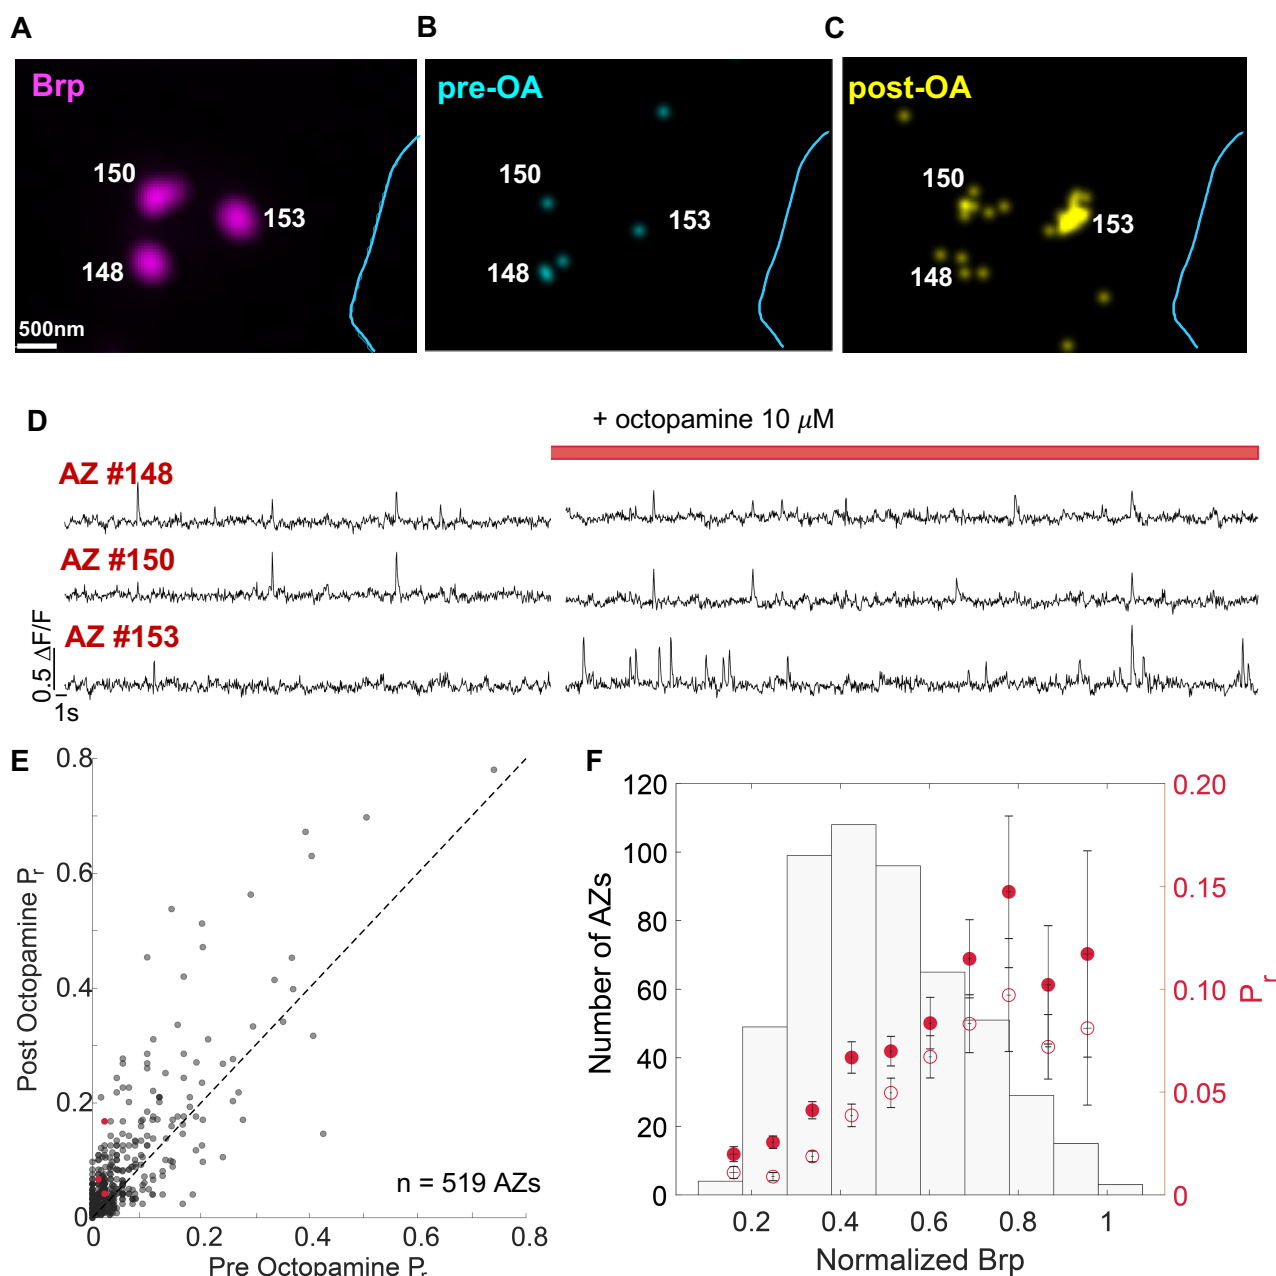 A
B
C
Brp
pre-OA
post-OA
150
153
148
500nm
150
153
148
150
153
148
D
+ octopamine 10 μM
AZ #148
AZ #150
AZ #153
0.5 ΔF/F
1s
E
0.8
0.6
0.4
0.2
0
Post Octopamine Pr
n = 519 AZs
0 0.2 0.4 0.6 0.8
Pre Octopamine Pr
F
120
100
80
60
40
20
0
Number of AZs
0.20
0.15
0.10
0.05
0
Pr
0.2 0.4 0.6 0.8 1
Normalized Brp